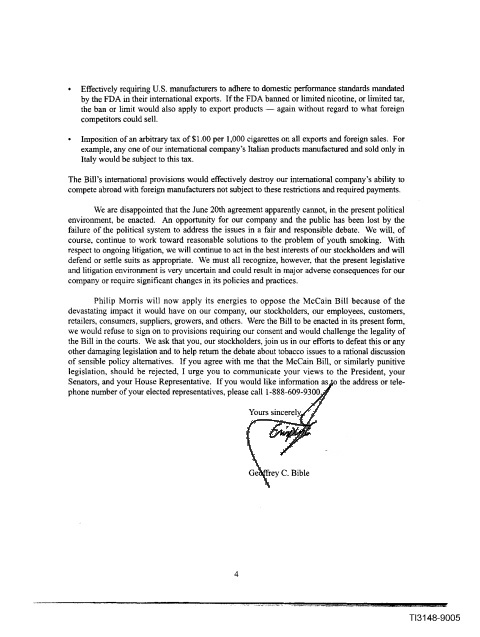 • Effectively requiring U.S. manufacturers to adhere to domestic performance standards mandated
by the FDA in their international exports. If the FDA banned or limited nicotine, or limited tar,
the ban or limit would also apply to export products — again without regard to what foreign
competitors could sell.
• Imposition of an arbitrary tax of $1.00 per 1,000 cigarettes on all exports and foreign sales. For
example, any one of our international company's Italian products manufactured and sold only in
Italy would be subject to this tax.
The Bill's international provisions would effectively destroy our international company's ability to
compete abroad with foreign manufacturers not subject to these restrictions and required payments.
We are disappointed that the June 20th agreement apparently cannot, in the present political
environment, be enacted. An opportunity for our company and the public has been lost by the
failure of the political system to address the issues in a fair and responsible debate. We will, of
course, continue to work toward reasonable solutions to the problem of youth smoking. With
respect to ongoing litigation, we will continue to act in the best interests of our stockholders and will
defend or settle suits as appropriate. We must all recognize, however, that the present legislative
and litigation environment is very uncertain and could result in major adverse consequences for our
company or require significant changes in its policies and practices.
Philip Morris will now apply its energies to oppose the McCain Bill because of the
devastating impact it would have on our company, our stockholders, our employees, customers,
retailers, consumers, suppliers, growers, and others. Were the Bill to be enacted in its present form,
we would refuse to sign on to provisions requiring our consent and would challenge the legality of
the Bill in the courts. We ask that you, our stockholders, join us in our efforts to defeat this or any
other damaging legislation and to help return the debate about tobacco issues to a rational discussion
of sensible policy alternatives. If you agree with me that the McCain Bill, or similarly punitive
legislation, should be rejected, I urge you to communicate your views to the President, your
Senators, and your House Representative. If you would like information as to the address or tele-
phone number of your elected representatives, please call 1-888-609-9300.
Yours sincerely,
Geoffrey C. Bible
4
TI3148-9005